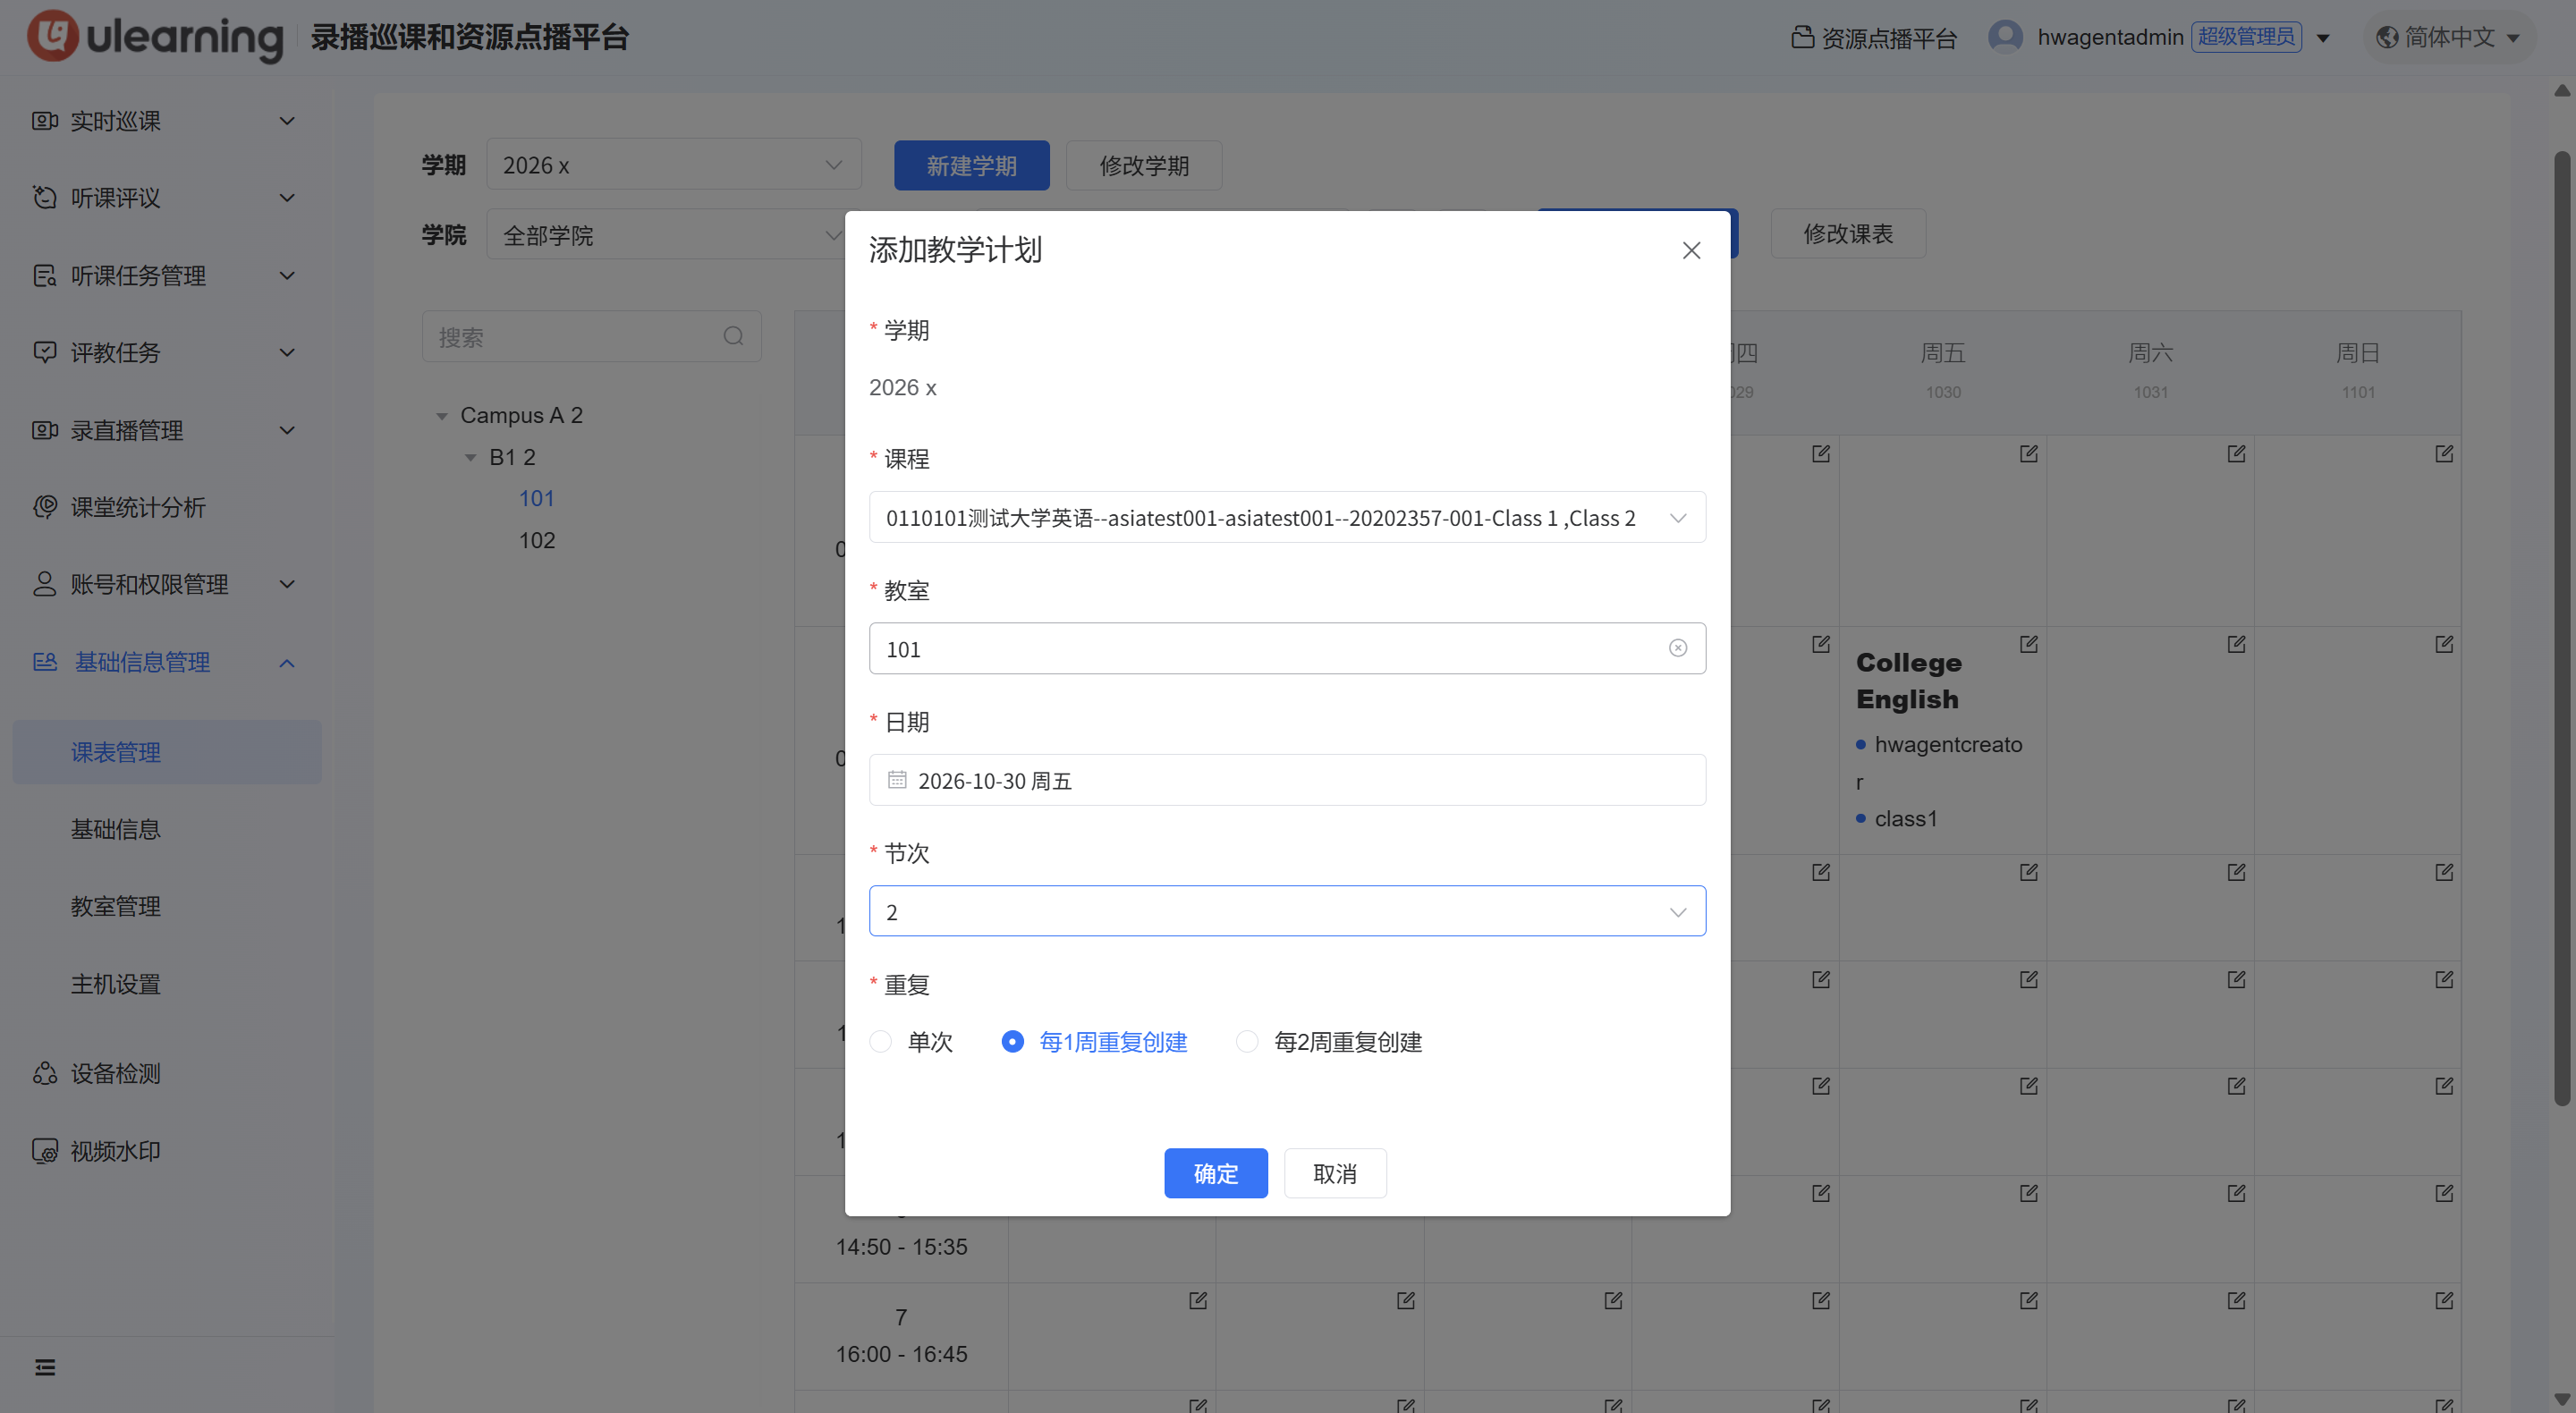 ulearning 录播巡课和资源点播平台 资源点播平台 hwagentadmin 超级管理员 简体中文
实时巡课
听课评议
听课任务管理
评教任务
录直播管理
课堂统计分析
账号和权限管理
基础信息管理
课表管理
基础信息
教室管理
主机设置
设备检测
视频水印
学期 2026 x 新建学期 修改学期
学院 全部学院 修改课表
搜索
Campus A 2
B1 2
101
102
周五 周六 周日
1030 1031 1101
College
English
hwagentcreato
r
class1
14:50 - 15:35
7
16:00 - 16:45
添加教学计划
* 学期
2026 x
* 课程
0110101测试大学英语--asiatest001-asiatest001--20202357-001-Class 1 ,Class 2
* 教室
101
* 日期
2026-10-30 周五
* 节次
2
* 重复
单次 每1周重复创建 每2周重复创建
确定 取消